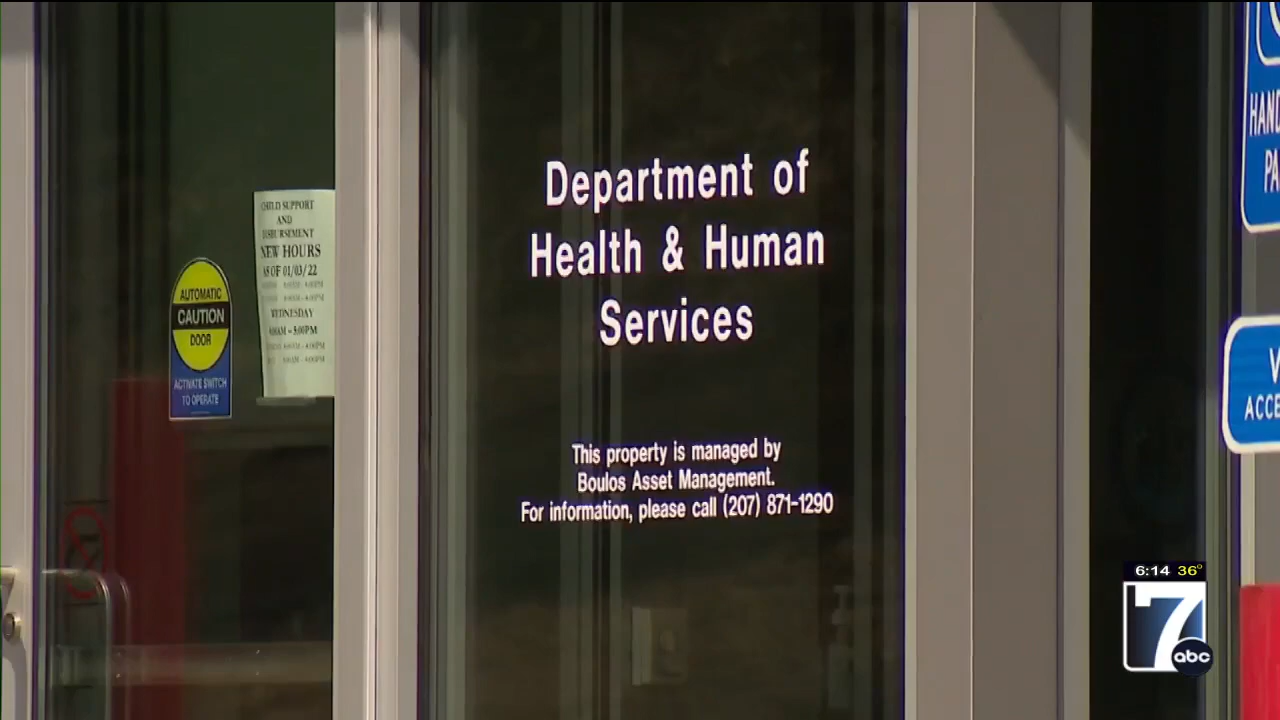 CHILD SUPPORT
AND
DISBURSEMENT
NEW HOURS
AS OF 01/03/22
WEDNESDAY
AUTOMATIC
CAUTION
DOOR
ACTIVATE SWITCH
TO OPERATE
Department of
Health & Human
Services
This property is managed by
Boulos Asset Management.
For information, please call (207) 871-1290
6:14 36°
7
abc